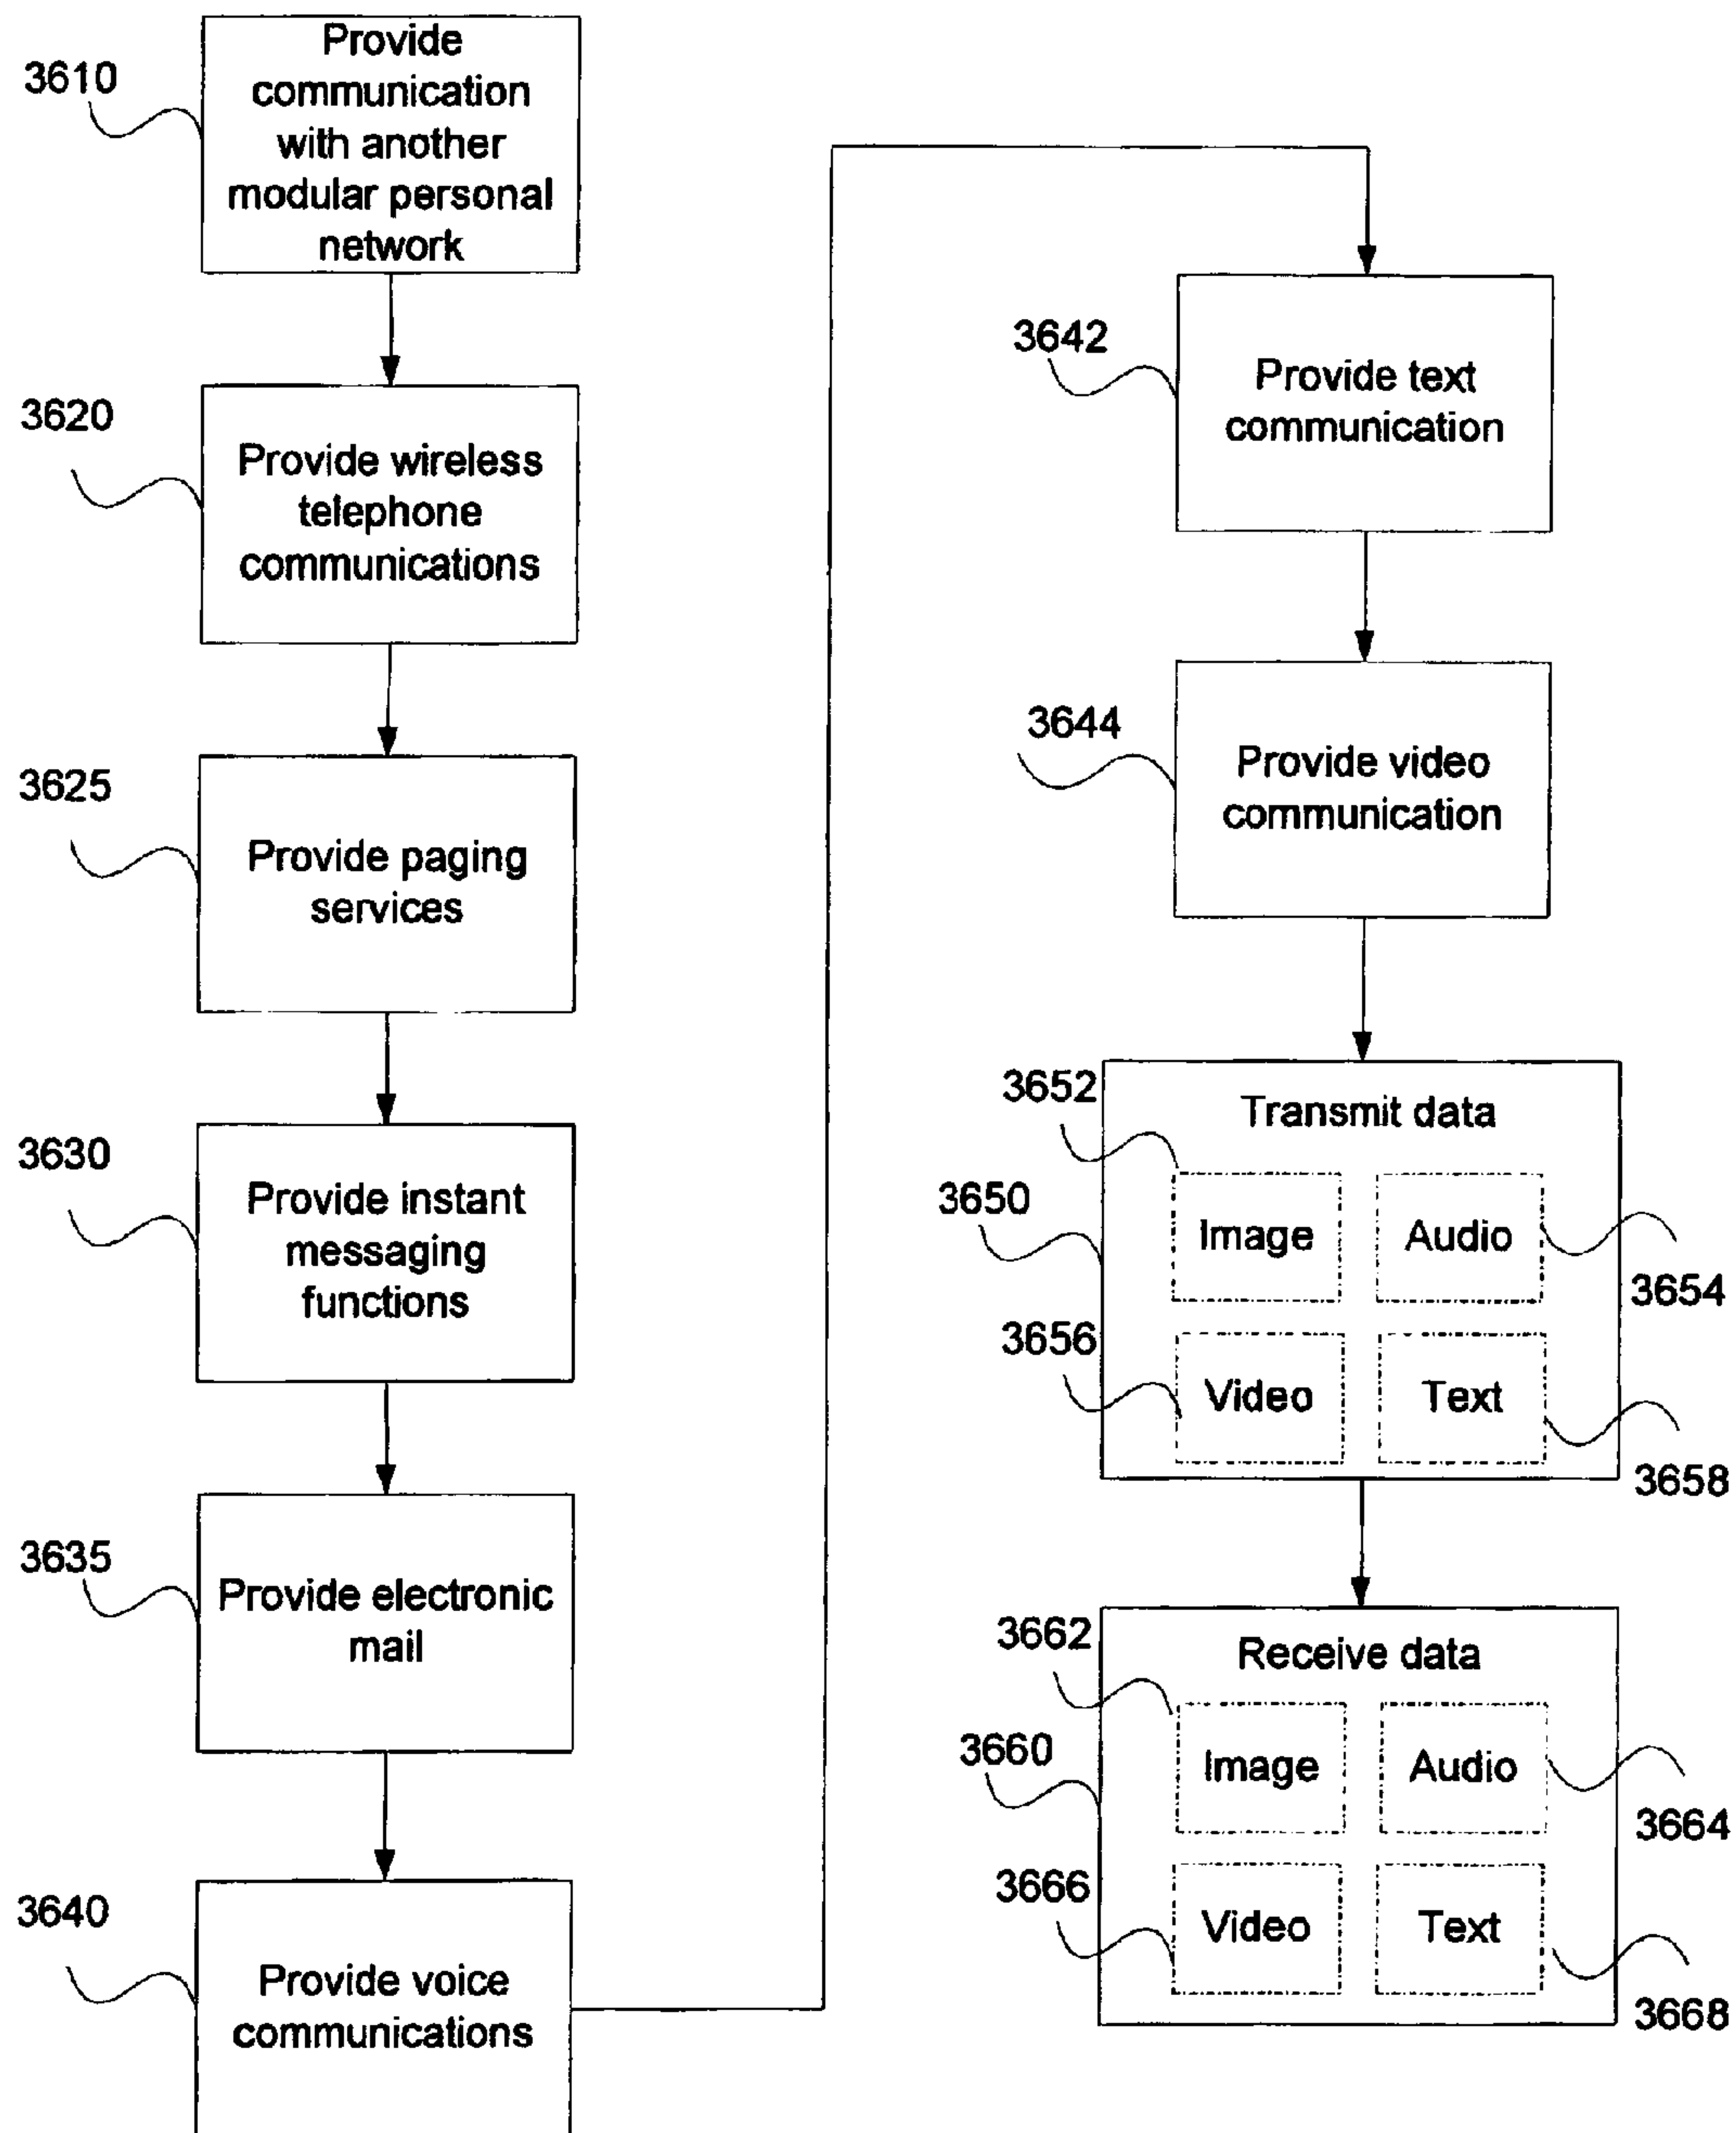 3610
Provide
communication
with another
modular personal
network
3620
Provide wireless
telephone
communications
3625
Provide paging
services
3630
Provide instant
messaging
functions
3635
Provide electronic
mail
3640
Provide voice
communications
3642
Provide text
communication
3644
Provide video
communication
3652
Transmit data
3650
Image
Audio
3654
3656
Video
Text
3658
3662
Receive data
3660
Image
Audio
3664
3666
Video
Text
3668